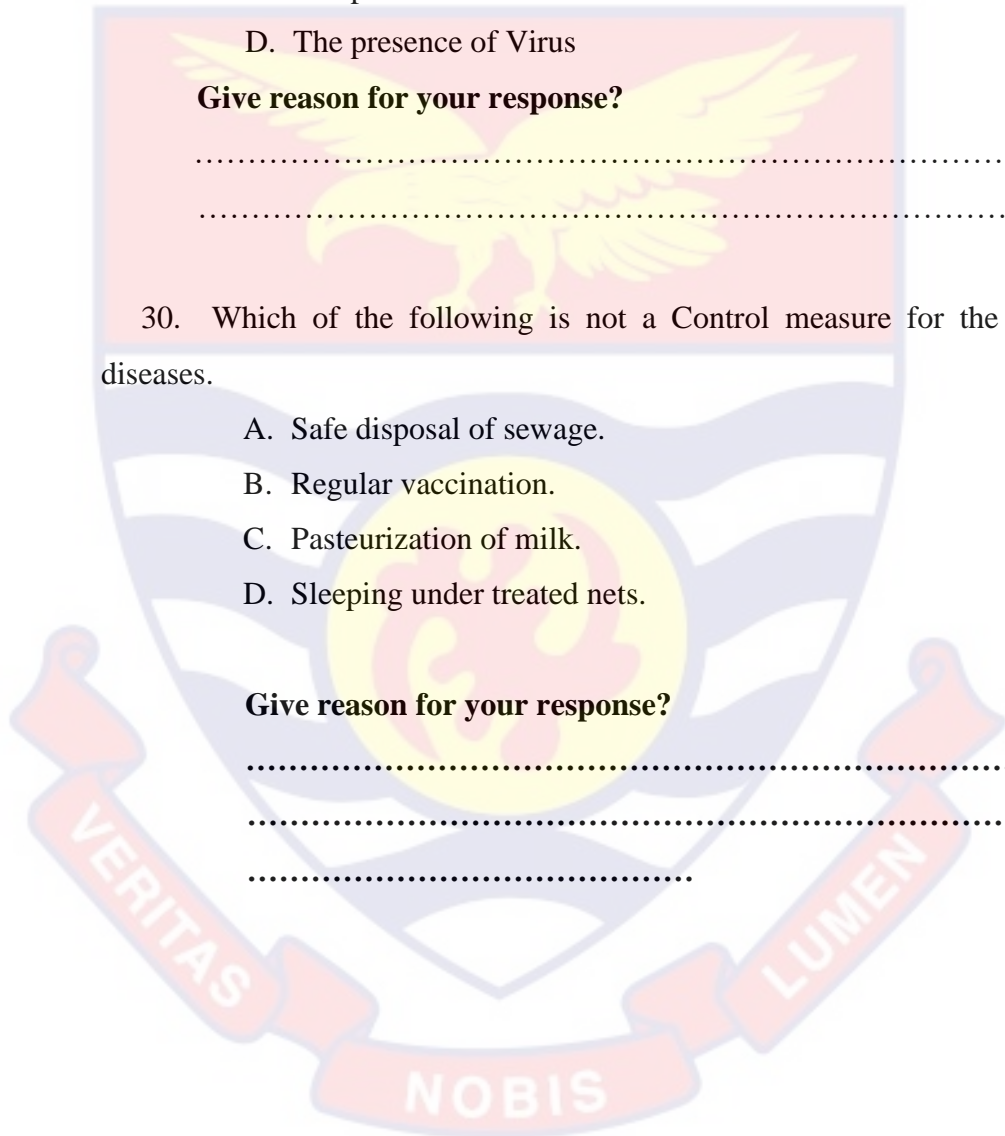 D. The presence of Virus
Give reason for your response?
……………………………………………………………………
……………………………………………………………………
30. Which of the following is not a Control measure for the
diseases.
A. Safe disposal of sewage.
B. Regular vaccination.
C. Pasteurization of milk.
D. Sleeping under treated nets.
Give reason for your response?
……………………………………………………………………
……………………………………………………………………
………………………………………
VERITAS
NOBIS
LUMEN